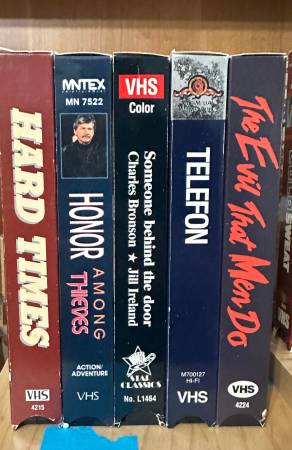 HARD TIMES
VHS
4215
MNTEX
MN 7522
HONOR
AMONG
THIEVES
ACTION/
ADVENTURE
VHS
VHS
Color
Someone behind the door
Charles Bronson ★ Jill Ireland
STAR
CLASSICS
No. L1464
TELEFON
M700127
HI-FI
VHS
The Evil That Men Do
VHS
4224
SWEAT